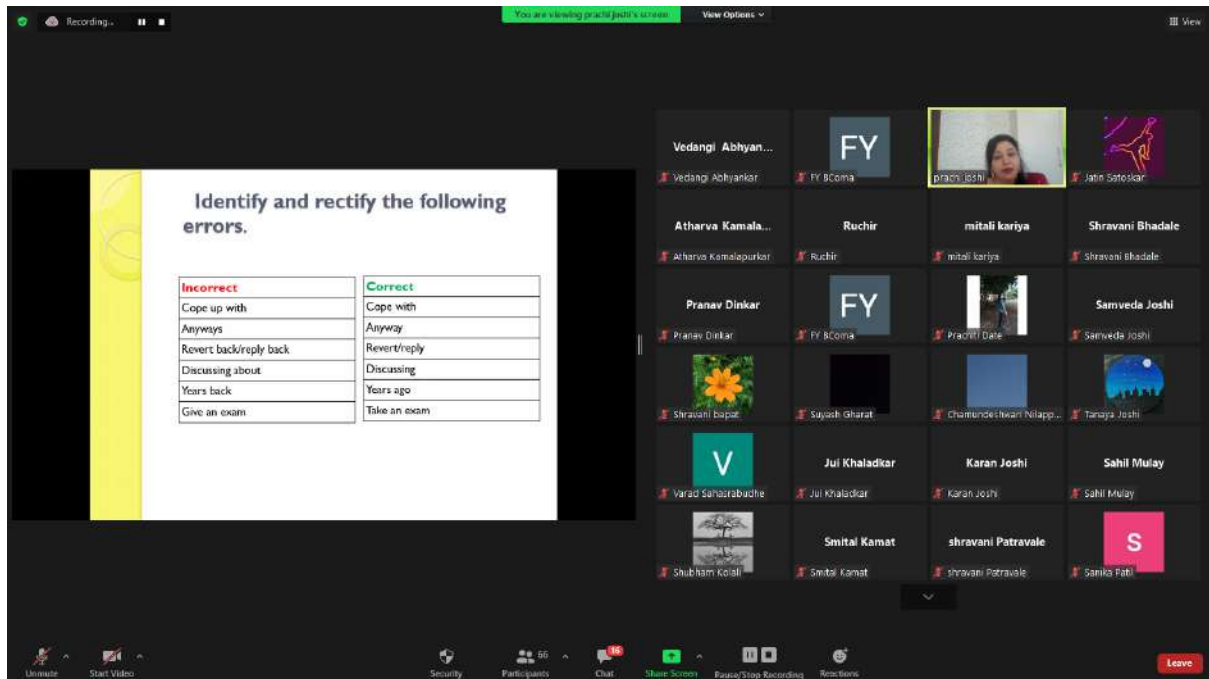 Recording...
You are viewing prachi joshi's screen
View Options
View
Identify and rectify the following
errors.
Incorrect
Correct
Cope up with
Cope with
Anyways
Anyway
Revert back/reply back
Revert/reply
Discussing about
Discussing
Years back
Years ago
Give an exam
Take an exam
Vedangi Abhyan...
Vedangi Abhyankar
FY
FY BComa
prachi joshi
Jatin Satoskar
Atharva Kamala...
Atharva Kamalapurkar
Ruchir
Ruchir
mitali kariya
mitali kariya
Shravani Bhadale
Shravani Bhadale
Pranav Dinkar
Pranav Dinkar
FY
FY BComa
Prachiti Date
Samveda Joshi
Samveda Joshi
Shravani bapat
Suyash Gharat
Chamundeshwari Nilapp...
Tanaya Joshi
V
Varad Sahasrabudhe
Jui Khaladkar
Jui Khaladkar
Karan Joshi
Karan Joshi
Sahil Mulay
Sahil Mulay
Shubham Kolali
Smital Kamat
Smital Kamat
shravani Patravale
shravani Patravale
S
Sanika Patil
Unmute
Start Video
Security
66
Participants
16
Chat
Share Screen
Pause/Stop Recording
Reactions
Leave